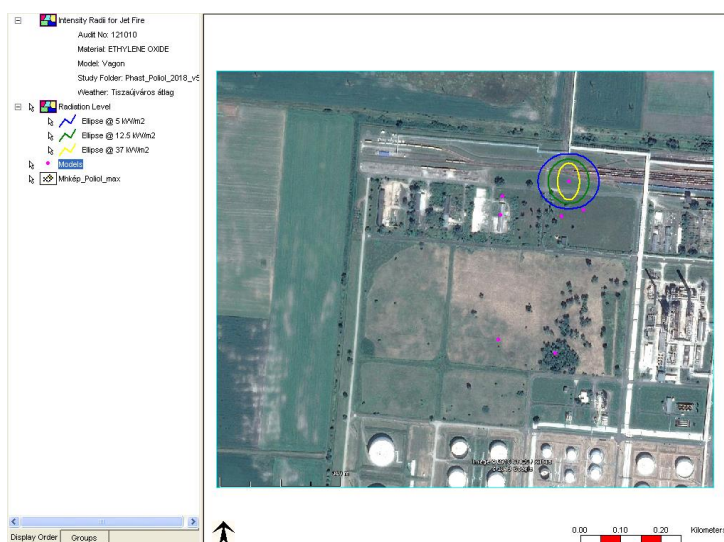 Intensity Radii for Jet Fire
Audit No: 121010
Material: ETHYLENE OXIDE
Model: Vagon
Study Folder: Phast_Poliol_2018_v5
Weather: Tiszaújváros átlag
Radiation Level
Ellipse @ 5 kW/m2
Ellipse @ 12.5 kW/m2
Ellipse @ 37 kW/m2
Models
Mhkép_Poliol_max
Display Order
Groups
0.00 0.10 0.20 Kilometers